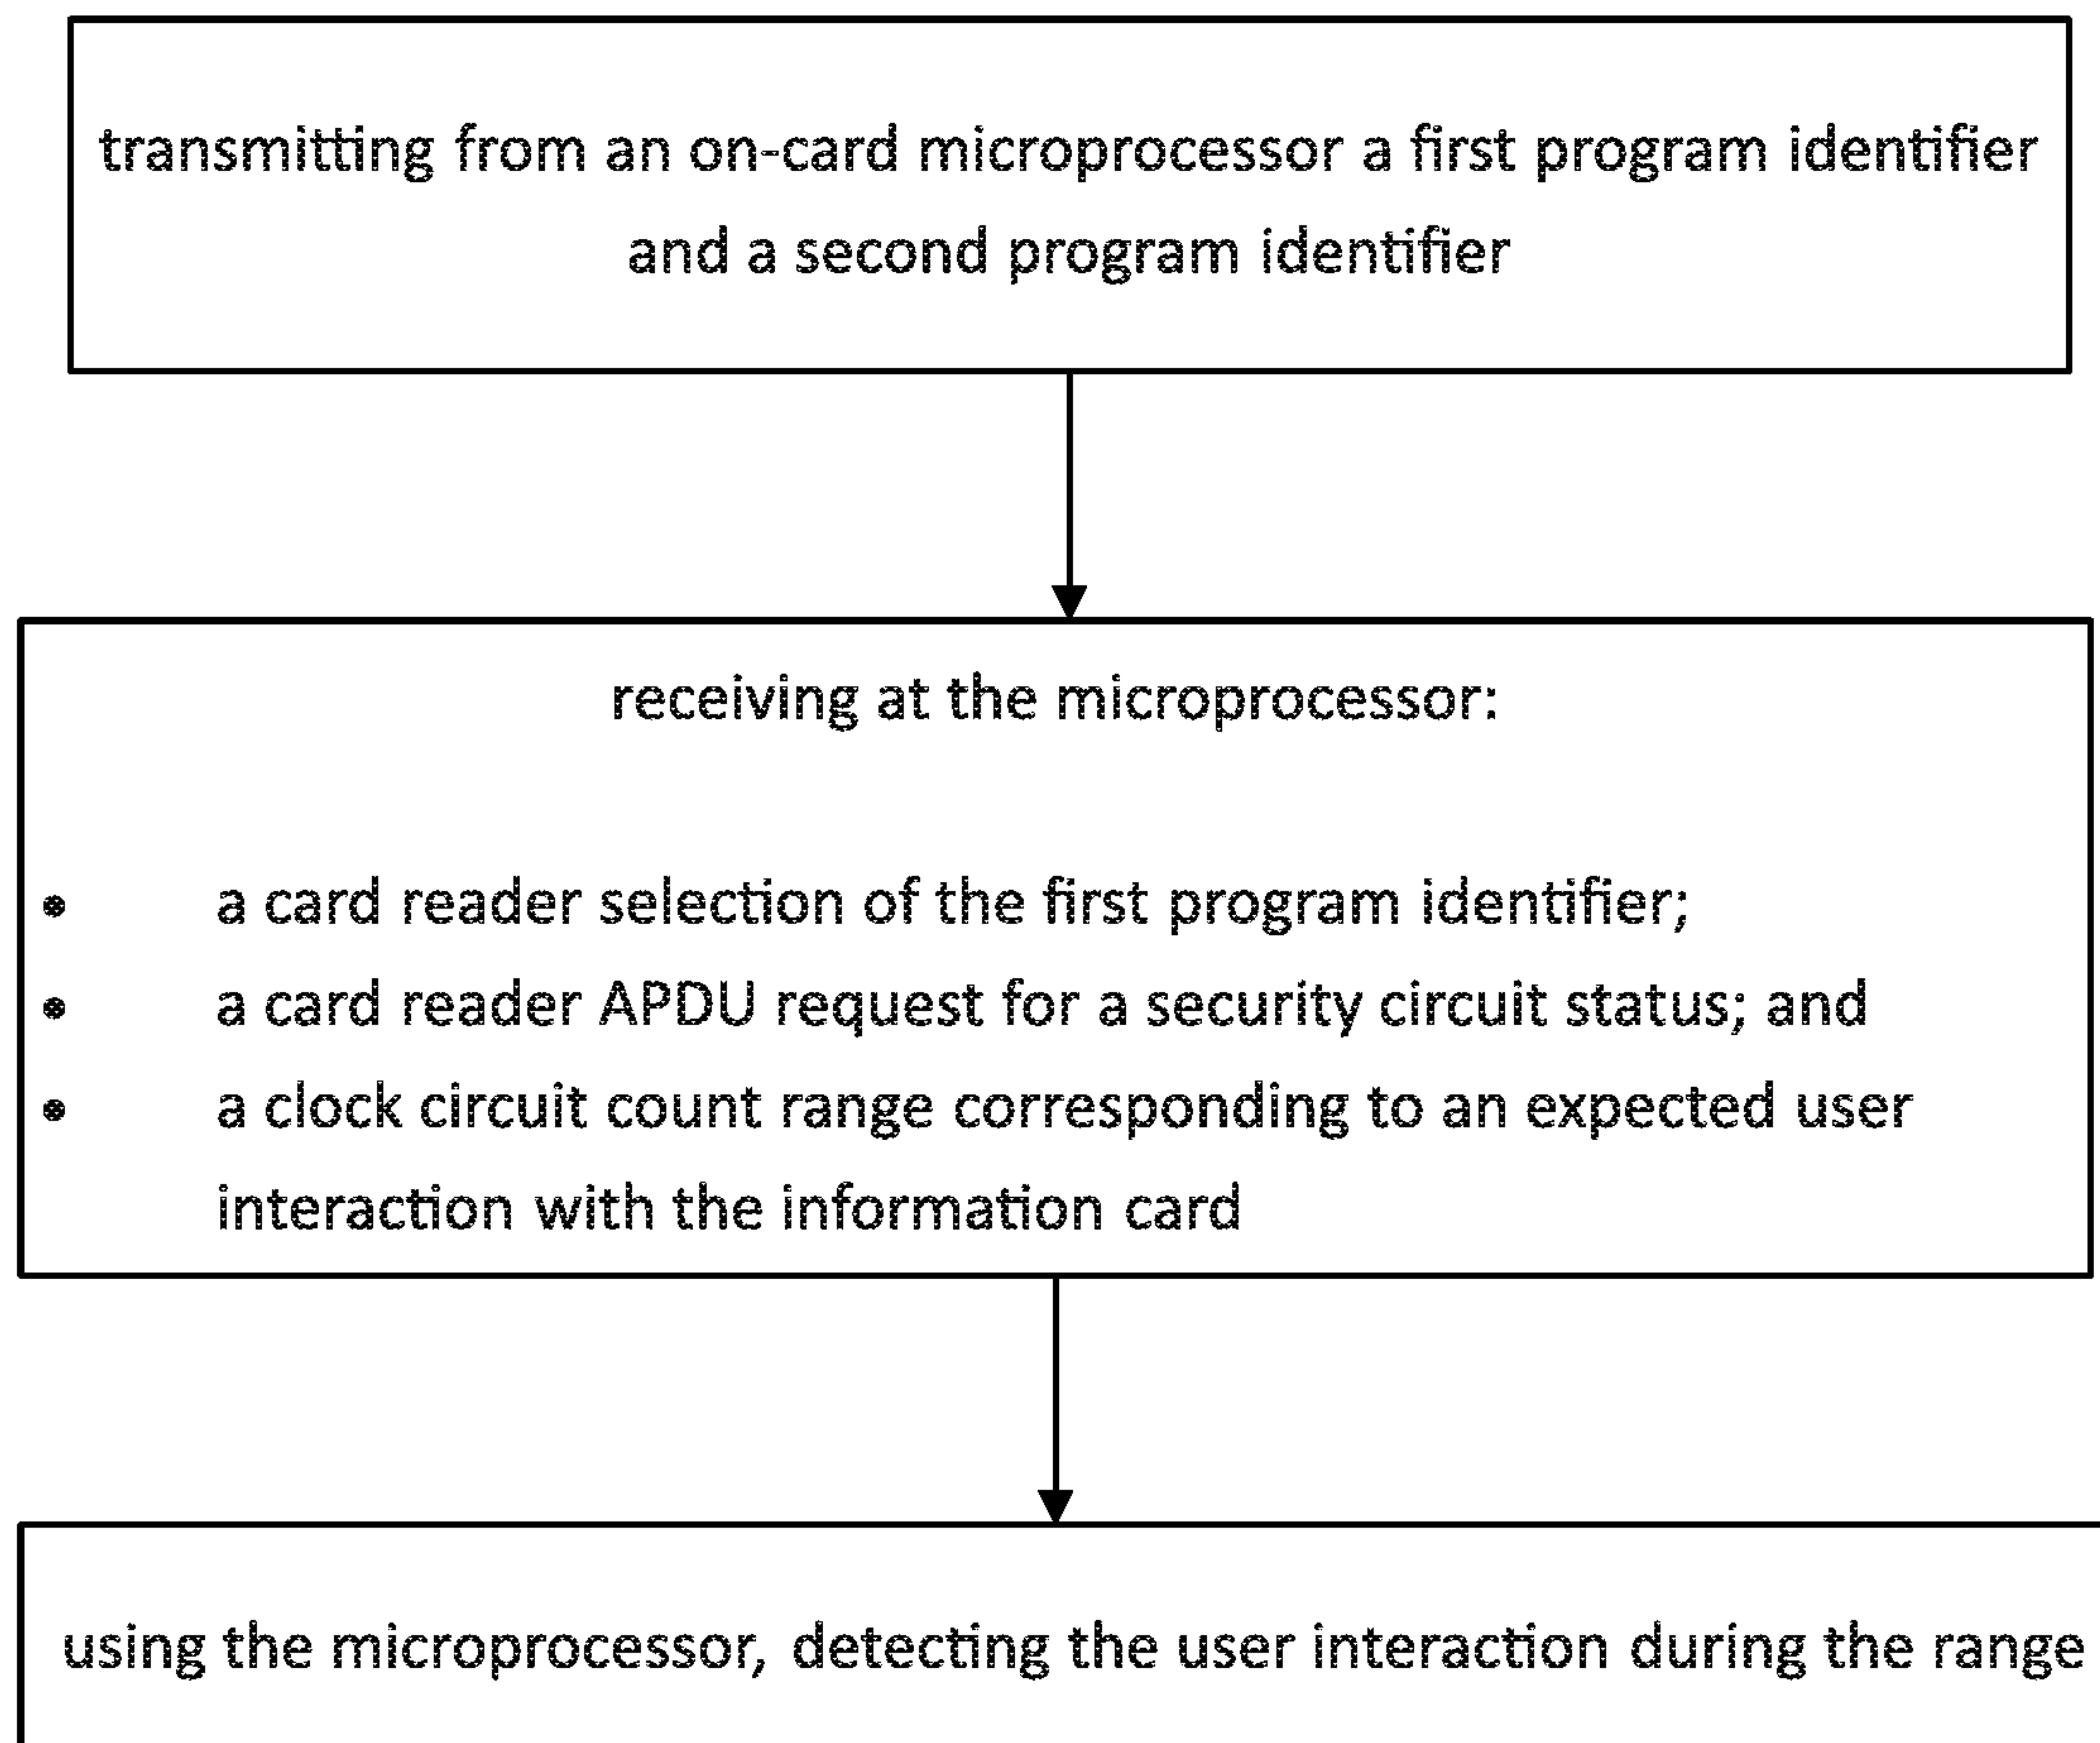 transmitting from an on-card microprocessor a first program identifier
and a second program identifier
receiving at the microprocessor:
• a card reader selection of the first program identifier;
• a card reader APDU request for a security circuit status; and
• a clock circuit count range corresponding to an expected user
interaction with the information card
using the microprocessor, detecting the user interaction during the range